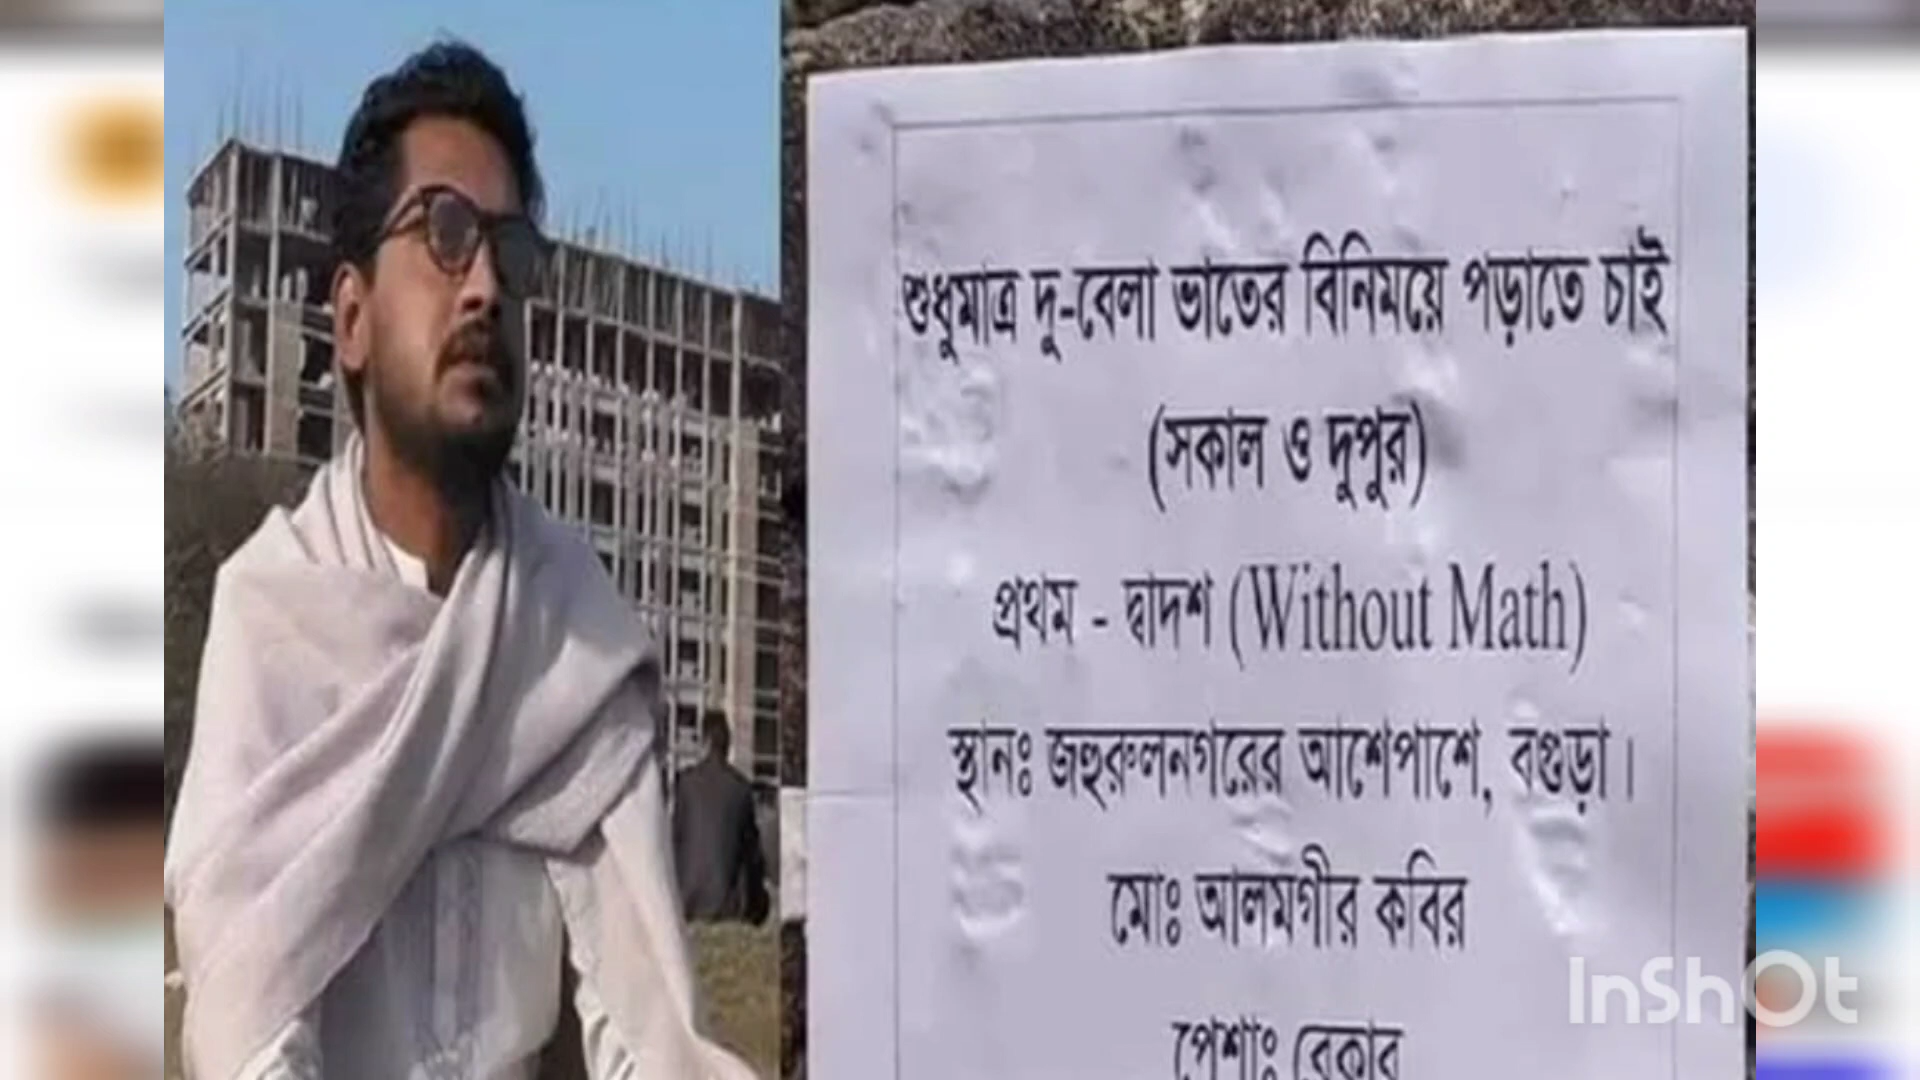 শুধুমাত্র দু-বেলা ভাতের বিনিময়ে পড়াতে চাই
(সকাল ও দুপুর)
প্রথম - দ্বাদশ (Without Math)
স্থানঃ জহুরুলনগরের আশেপাশে, বগুড়া।
মোঃ আলমগীর কবির
পেশাঃ বেকার
InShOt